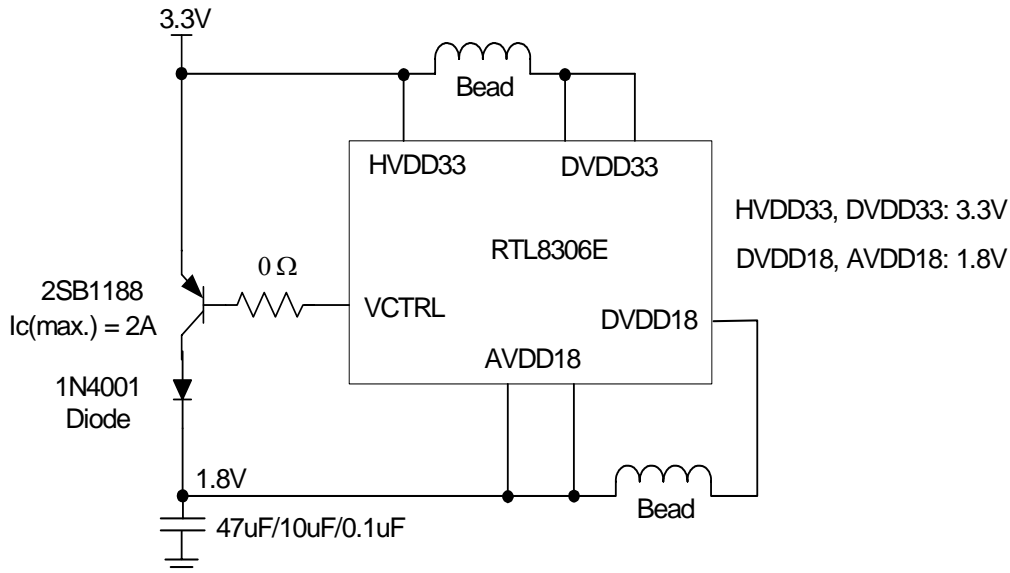 3.3V
Bead
HVDD33
DVDD33
HVDD33, DVDD33: 3.3V
RTL8306E
DVDD18, AVDD18: 1.8V
0 Ω
2SB1188
Ic(max.) = 2A
VCTRL
DVDD18
AVDD18
1N4001
Diode
1.8V
Bead
47uF/10uF/0.1uF